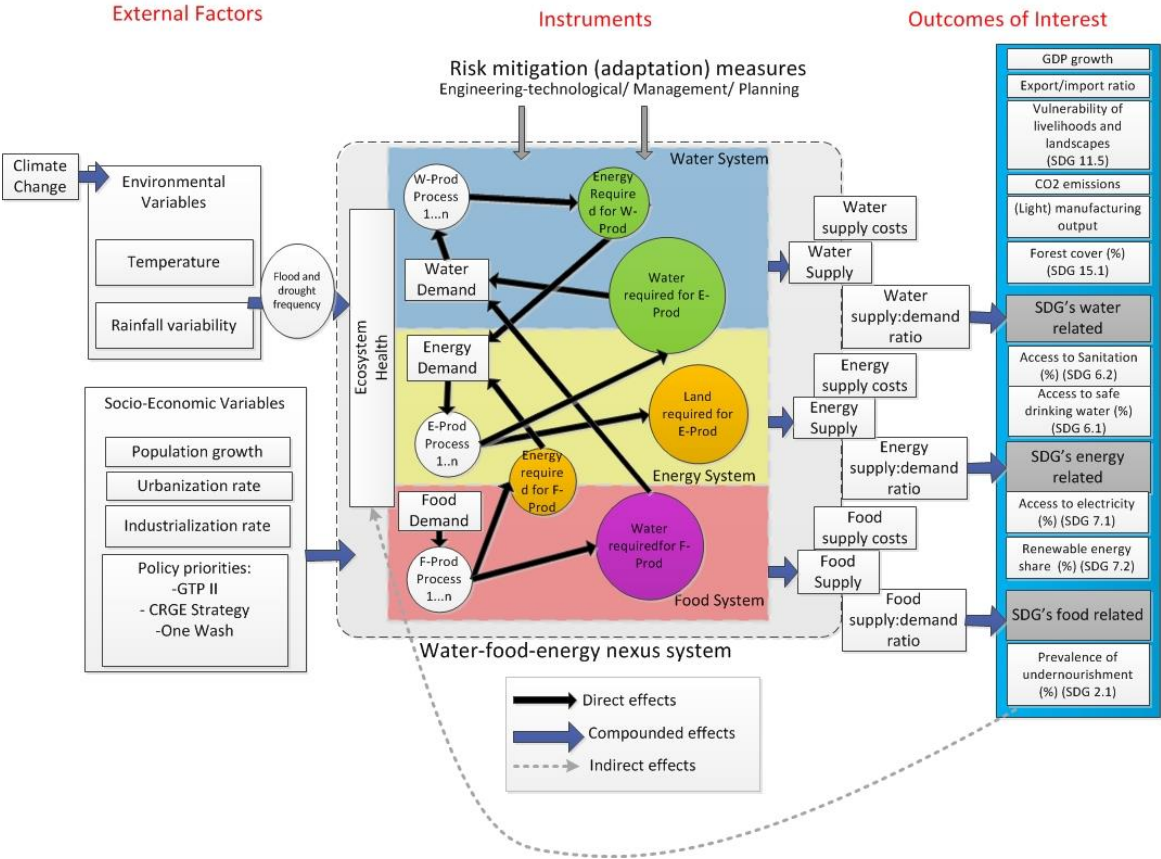 External Factors
Instruments
Outcomes of Interest
Risk mitigation (adaptation) measures
Engineering-technological/ Management/ Planning
Climate
Change
Environmental
Variables
Temperature
Rainfall variability
Flood and
drought
frequency
Socio-Economic Variables
Population growth
Urbanization rate
Industrialization rate
Policy priorities:
-GTP II
- CRGE Strategy
-One Wash
Ecosystem
Health
Water System
W-Prod
Process
1...n
Energy
Require
d for W-
Prod
Water
Demand
Water
required for E-
Prod
Energy
Demand
E-Prod
Process
1..n
Land
required for
E-Prod
Energy
require
d for F-
Prod
Energy System
Food
Demand
F-Prod
Process
1...n
Water
requiredfor F-
Prod
Food System
Water-food-energy nexus system
Water
supply costs
Water
Supply
Water
supply:demand
ratio
Energy
supply costs
Energy
Supply
Energy
supply:demand
ratio
Food
supply costs
Food
Supply
Food
supply:demand
ratio
GDP growth
Export/import ratio
Vulnerability of
livelihoods and
landscapes
(SDG 11.5)
CO2 emissions
(Light) manufacturing
output
Forest cover (%)
(SDG 15.1)
SDG's water
related
Access to Sanitation
(%) (SDG 6.2)
Access to safe
drinking water (%)
(SDG 6.1)
SDG's energy
related
Access to electricity
(%) (SDG 7.1)
Renewable energy
share (%) (SDG 7.2)
SDG's food related
Prevalence of
undernourishment
(%) (SDG 2.1)
Direct effects
Compounded effects
Indirect effects